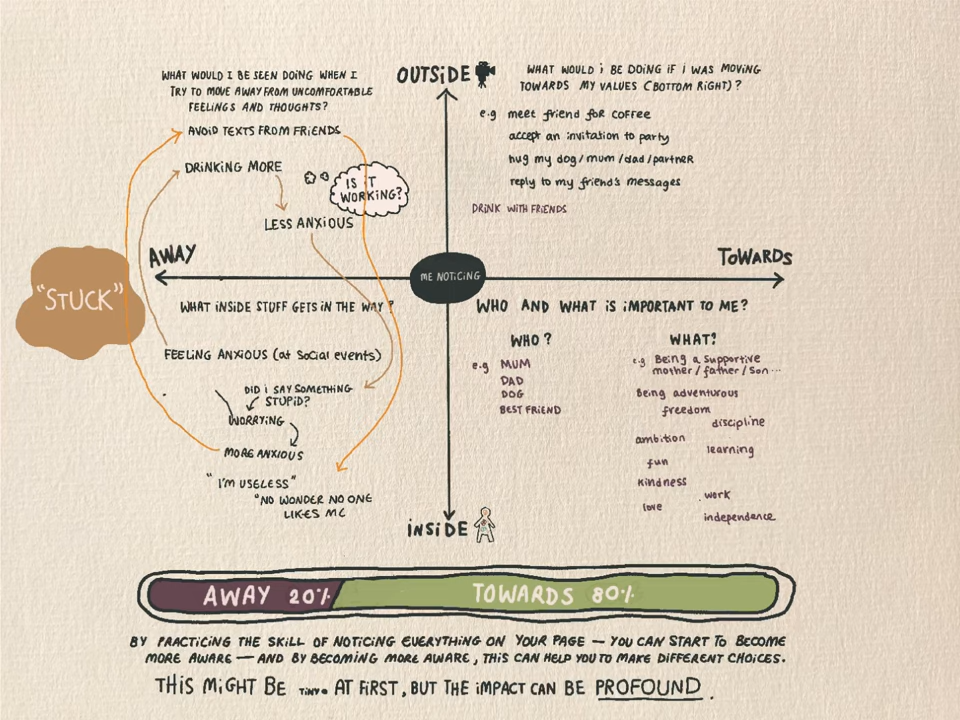 WHAT WOULD I BE SEEN DOING WHEN I
TRY TO MOVE AWAY FROM UNCOMFORTABLE
FEELINGS AND THOUGHTS?
AVOID TEXTS FROM FRIENDS
DRINKING MORE
IS IT
WORKING?
LESS ANXIOUS
OUTSIDE
WHAT WOULD i BE DOING IF i WAS MOVING
TOWARDS MY VALUES (BOTTOM RIGHT)?
e.g meet friend for coffee
accept an invitation to party
hug my dog/mum/dad/partner
reply to my friend's messages
DRINK WITH FRIENDS
AWAY
ME NOTICING
TOWARDS
"STUCK"
WHAT INSIDE STUFF GETS IN THE WAY?
FEELING ANXIOUS (at social events)
DID i SAY SOMETHING
STUPID?
WORRYING
MORE ANXIOUS
"I'M USELESS"
"NO WONDER NO ONE
LIKES ME
WHO AND WHAT IS iMPORTANT TO ME?
WHO?
e.g MUM
DAD
DOG
BEST FRIEND
WHAT?
e.g Being a supportive
mother/father/son...
Being adventurous
freedom
discipline
ambition
learning
fun
kindness
work
love
independence
iNSiDE
AWAY 20%
TOWARDS 80%
BY PRACTICING THE SKILL OF NOTICING EVERYTHING ON YOUR PAGE — YOU CAN START TO BECOME
MORE AWARE — AND BY BECOMING MORE AWARE, THIS CAN HELP YOU TO MAKE DIFFERENT CHOICES.
THIS MIGHT BE TINY AT FIRST, BUT THE iMPACT CAN BE PROFOUND.